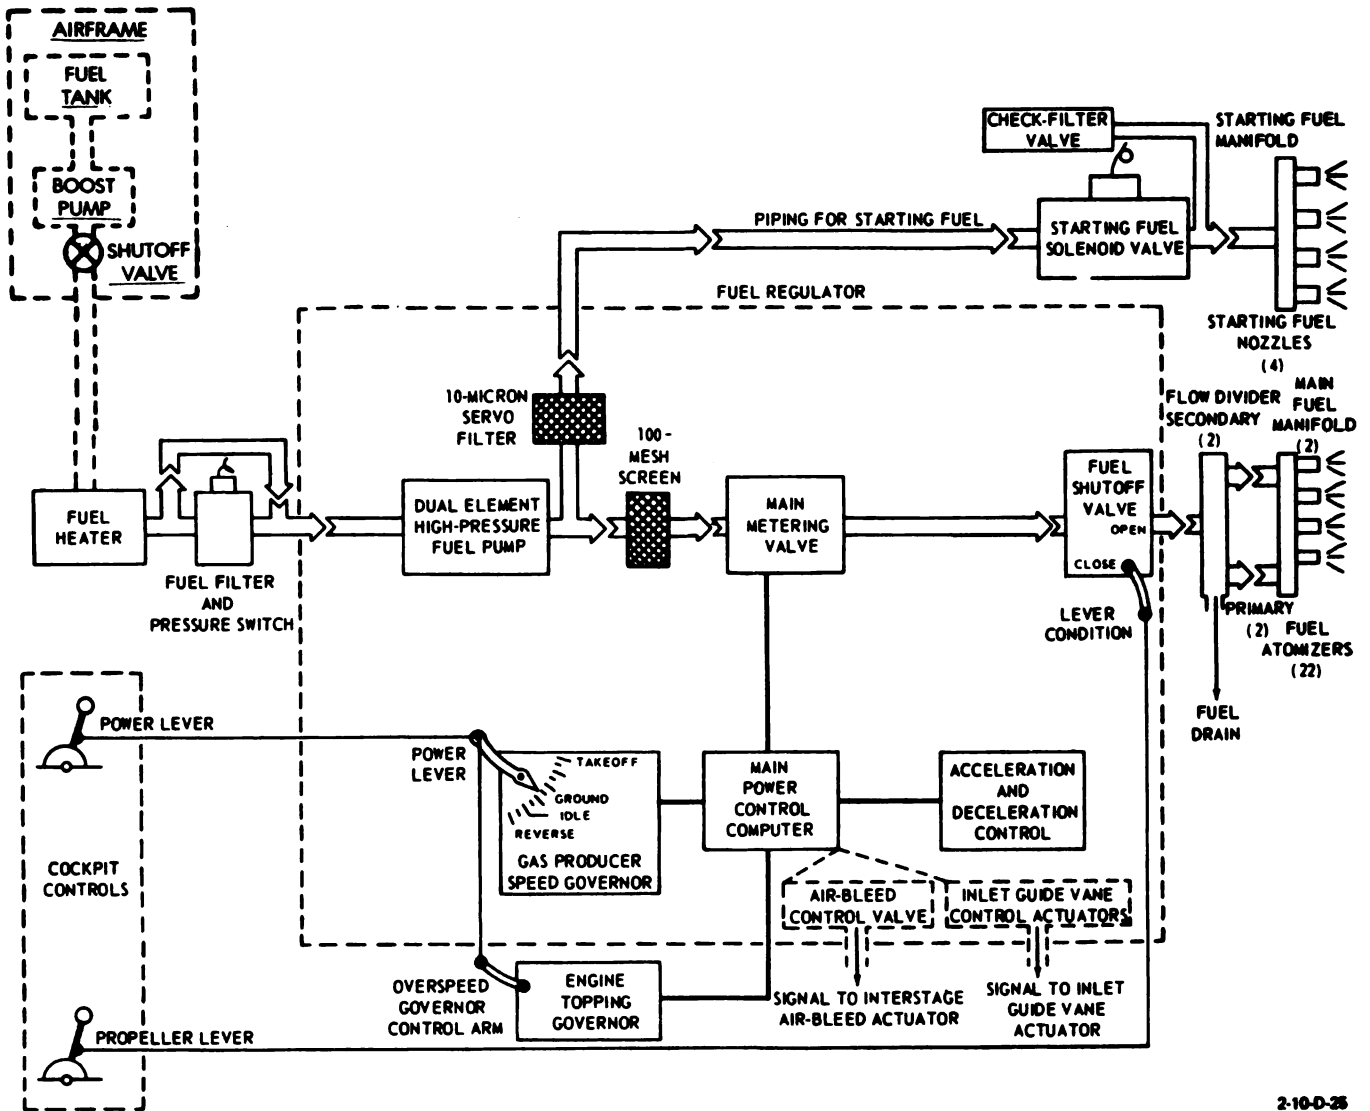 AIRFRAME
FUEL
TANK
BOOST
PUMP
SHUTOFF
VALVE
CHECK-FILTER
VALVE
STARTING FUEL
MANIFOLD
PIPING FOR STARTING FUEL
STARTING FUEL
SOLENOID VALVE
STARTING FUEL
NOZZLES
(4)
FUEL REGULATOR
10-MICRON
SERVO
FILTER
100-
MESH
SCREEN
FLOW DIVIDER
SECONDARY
(2)
MAIN
FUEL
MANIFOLD
(2)
FUEL
HEATER
FUEL FILTER
AND
PRESSURE SWITCH
DUAL ELEMENT
HIGH-PRESSURE
FUEL PUMP
MAIN
METERING
VALVE
FUEL
SHUTOFF
VALVE
OPEN
CLOSE
LEVER
CONDITION
PRIMARY
(2)
FUEL
ATOMIZERS
(22)
FUEL
DRAIN
POWER LEVER
POWER
LEVER
TAKEOFF
GROUND
IDLE
REVERSE
GAS PRODUCER
SPEED GOVERNOR
MAIN
POWER
CONTROL
COMPUTER
ACCELERATION
AND
DECELERATION
CONTROL
COCKPIT
CONTROLS
AIR-BLEED
CONTROL VALVE
INLET GUIDE VANE
CONTROL ACTUATORS
OVERSPEED
GOVERNOR
CONTROL ARM
ENGINE
TOPPING
GOVERNOR
SIGNAL TO INTERSTAGE
AIR-BLEED ACTUATOR
SIGNAL TO INLET
GUIDE VANE
ACTUATOR
PROPELLER LEVER
2-10-D-25